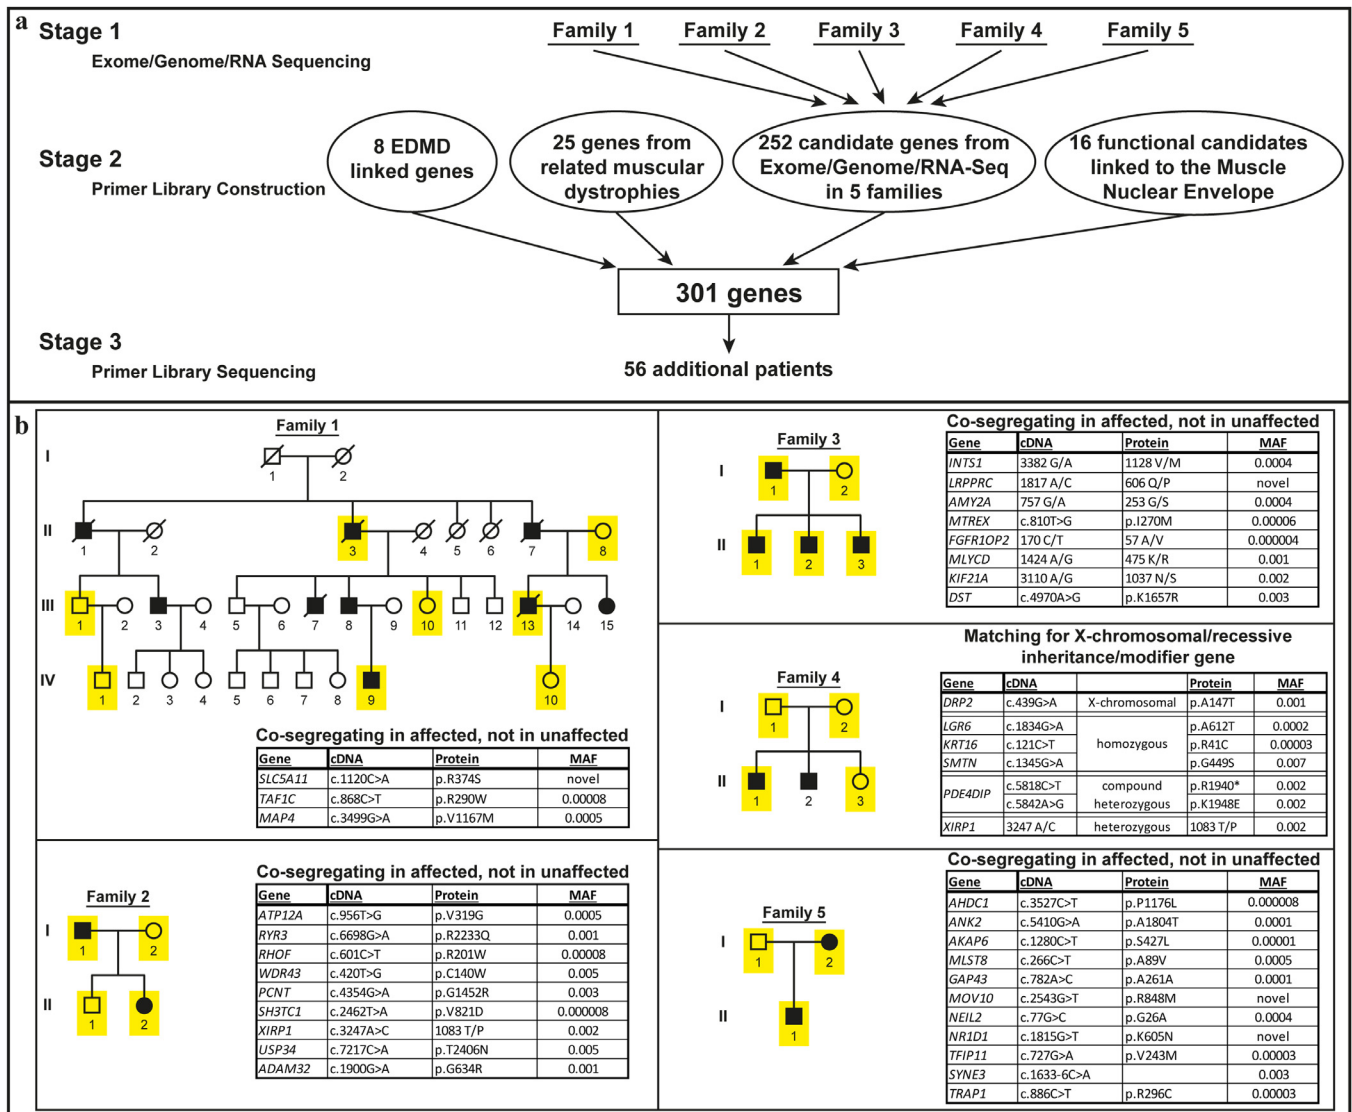 a
Stage 1
Exome/Genome/RNA Sequencing
Family 1 Family 2 Family 3 Family 4 Family 5
Stage 2
Primer Library Construction
8 EDMD
linked genes
25 genes from
related muscular
dystrophies
252 candidate genes from
Exome/Genome/RNA-Seq
in 5 families
16 functional candidates
linked to the Muscle
Nuclear Envelope
301 genes
Stage 3
Primer Library Sequencing
56 additional patients
b
Family 1
I
1 2
II
1 2 3 4 5 6 7 8
III
1 2 3 4 5 6 7 8 9 10 11 12 13 14 15
IV
1 2 3 4 5 6 7 8 9 10
Co-segregating in affected, not in unaffected
Gene cDNA Protein MAF
SLC5A11 c.1120C>A p.R374S novel
TAF1C c.868C>T p.R290W 0.00008
MAP4 c.3499G>A p.V1167M 0.0005
Family 2
I
1 2
II
1 2
Co-segregating in affected, not in unaffected
Gene cDNA Protein MAF
ATP12A c.956T>G p.V319G 0.0005
RYR3 c.6698G>A p.R2233Q 0.001
RHOF c.601C>T p.R201W 0.00008
WDR43 c.420T>G p.C140W 0.005
PCNT c.4354G>A p.G1452R 0.003
SH3TC1 c.2462T>A p.V821D 0.000008
XIRP1 c.3247A>C 1083 T/P 0.002
USP34 c.7217C>A p.T2406N 0.005
ADAM32 c.1900G>A p.G634R 0.001
Family 3
I
1 2
II
1 2 3
Co-segregating in affected, not in unaffected
Gene cDNA Protein MAF
INTS1 3382 G/A 1128 V/M 0.0004
LRPPRC 1817 A/C 606 Q/P novel
AMY2A 757 G/A 253 G/S 0.0004
MTREX c.810T>G p.I270M 0.00006
FGFR1OP2 170 C/T 57 A/V 0.000004
MLYCD 1424 A/G 475 K/R 0.001
KIF21A 3110 A/G 1037 N/S 0.002
DST c.4970A>G p.K1657R 0.003
Family 4
I
1 2
II
1 2 3
Matching for X-chromosomal/recessive
inheritance/modifier gene
Gene cDNA Protein MAF
DRP2 c.439G>A X-chromosomal p.A147T 0.001
LGR6 c.1834G>A p.A612T 0.0002
KRT16 c.121C>T homozygous p.R41C 0.00003
SMTN c.1345G>A p.G449S 0.007
PDE4DIP c.5818C>T compound p.R1940* 0.002
c.5842A>G heterozygous p.K1948E 0.002
XIRP1 3247 A/C heterozygous 1083 T/P 0.002
Family 5
I
1 2
II
1
Co-segregating in affected, not in unaffected
Gene cDNA Protein MAF
AHDC1 c.3527C>T p.P1176L 0.000008
ANK2 c.5410G>A p.A1804T 0.0001
AKAP6 c.1280C>T p.S427L 0.00001
MLST8 c.266C>T p.A89V 0.0005
GAP43 c.782A>C p.A261A 0.0001
MOV10 c.2543G>T p.R848M novel
NEIL2 c.77G>C p.G26A 0.0004
NR1D1 c.1815G>T p.K605N novel
TFIP11 c.727G>A p.V243M 0.00003
SYNE3 c.1633-6C>A 0.003
TRAP1 c.886C>T p.R296C 0.00003